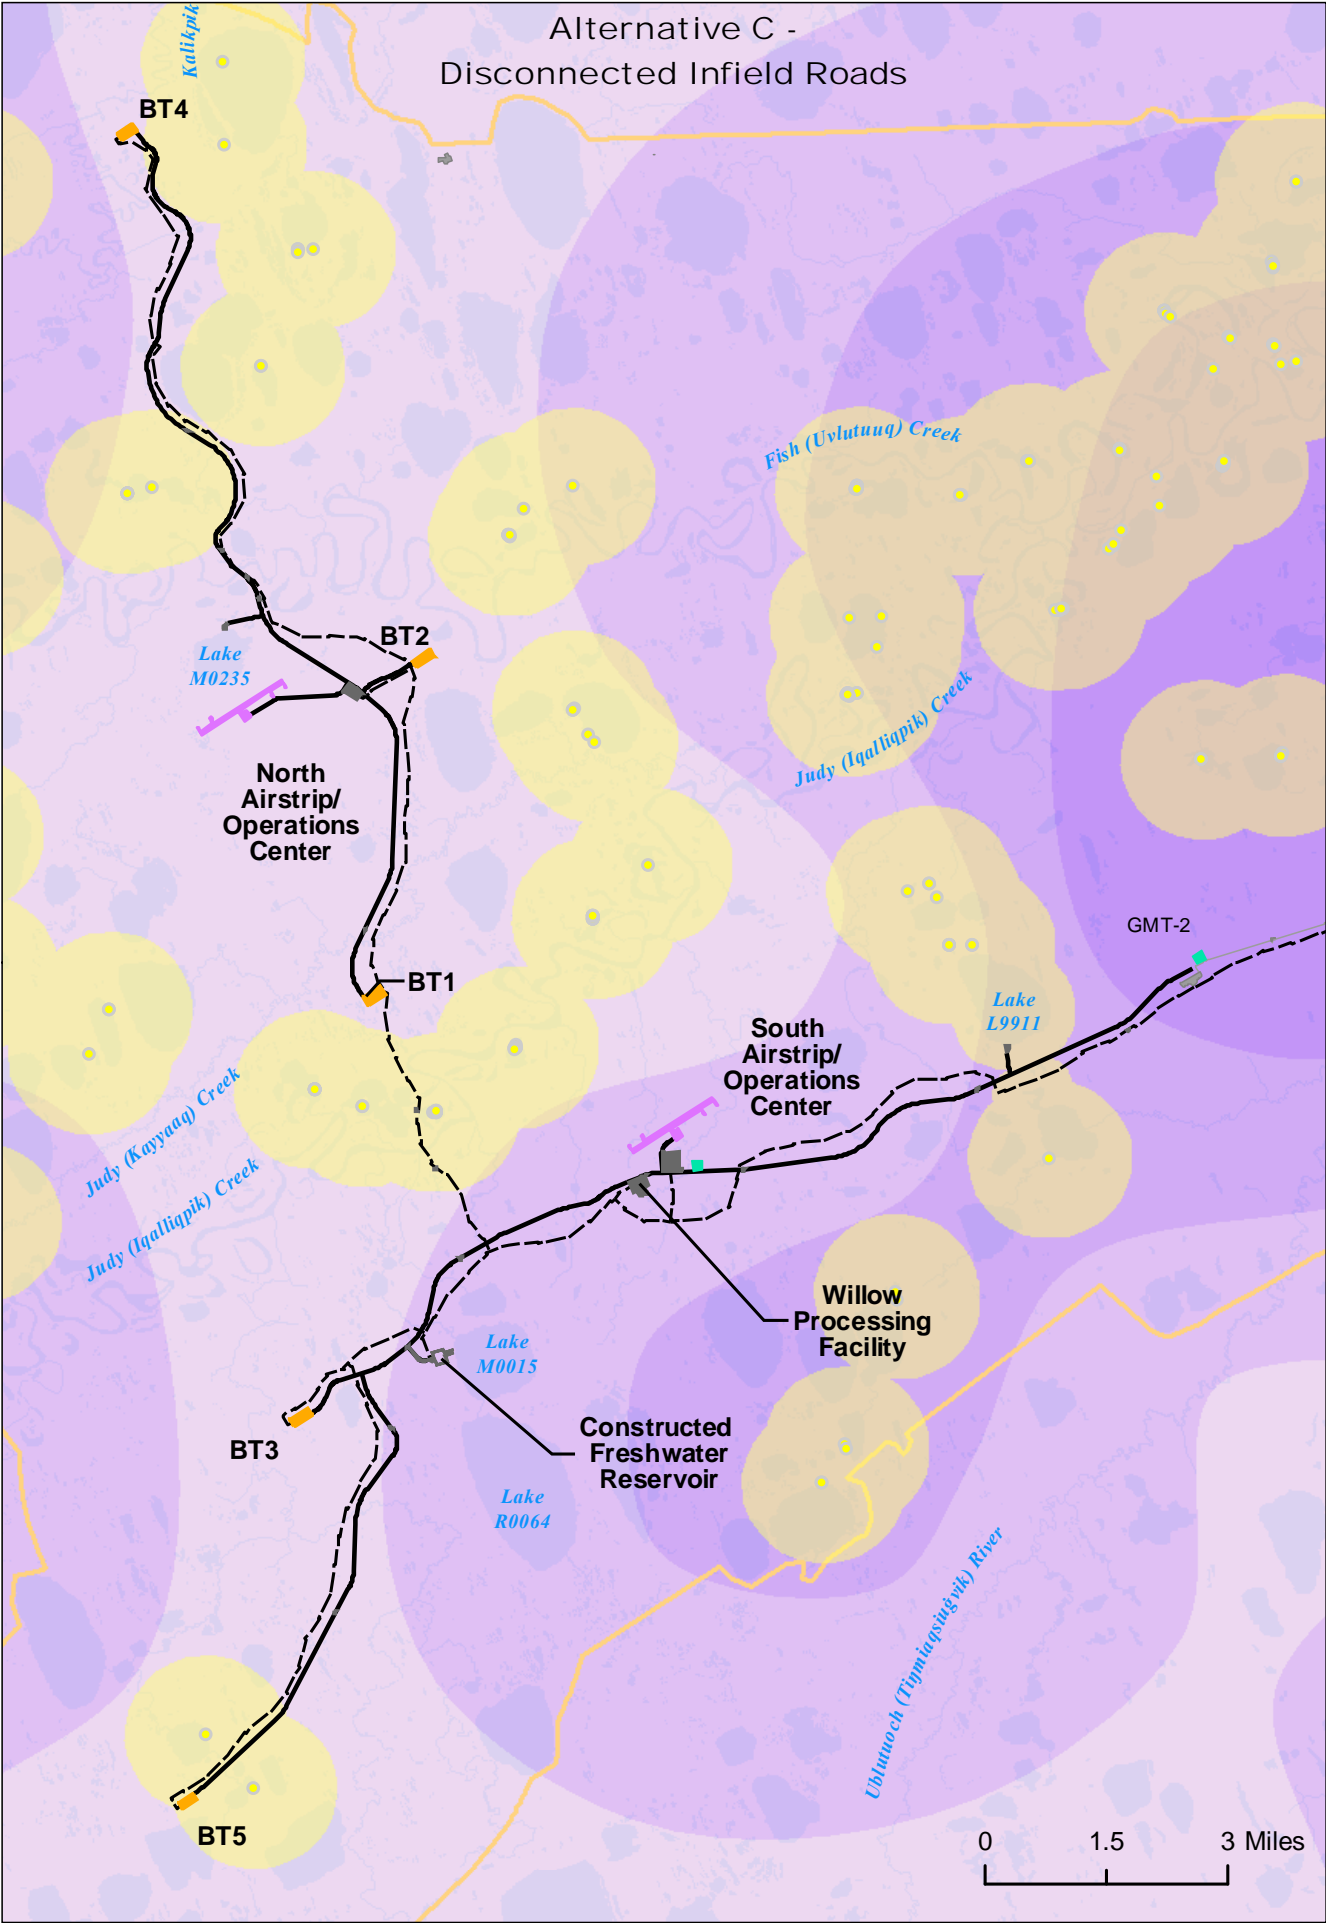 Alternative C -
Disconnected Infield Roads
Kalikpik
BT4
Fish (Uvlutuuq) Creek
BT2
Lake
M0235
Judy (Iqalliqpik) Creek
North
Airstrip/
Operations
Center
GMT-2
BT1
Lake
L9911
South
Airstrip/
Operations
Center
Judy (Kayyaaq) Creek
Judy (Iqalliqpik) Creek
Willow
Processing
Facility
Lake
M0015
BT3
Constructed
Freshwater
Reservoir
Lake
R0064
Ublutuoch (Tiŋmiaqsiuġvik) River
BT5
0 1.5 3 Miles